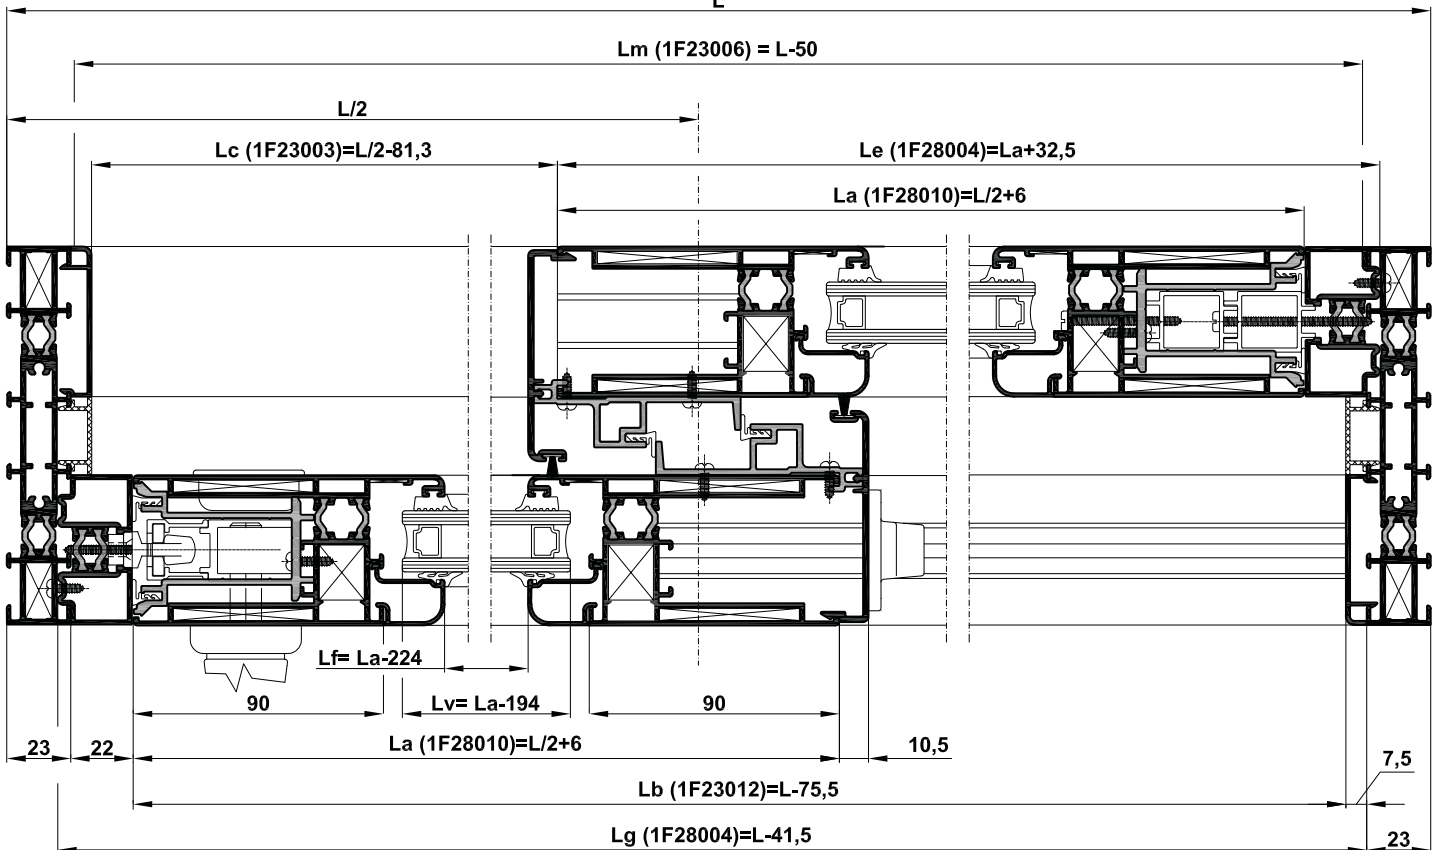 L
Lm (1F23006) = L-50
L/2
Lc (1F23003)=L/2-81,3
Le (1F28004)=La+32,5
La (1F28010)=L/2+6
Lf= La-224
90
Lv= La-194
90
23
22
La (1F28010)=L/2+6
10,5
7,5
Lb (1F23012)=L-75,5
Lg (1F28004)=L-41,5
23